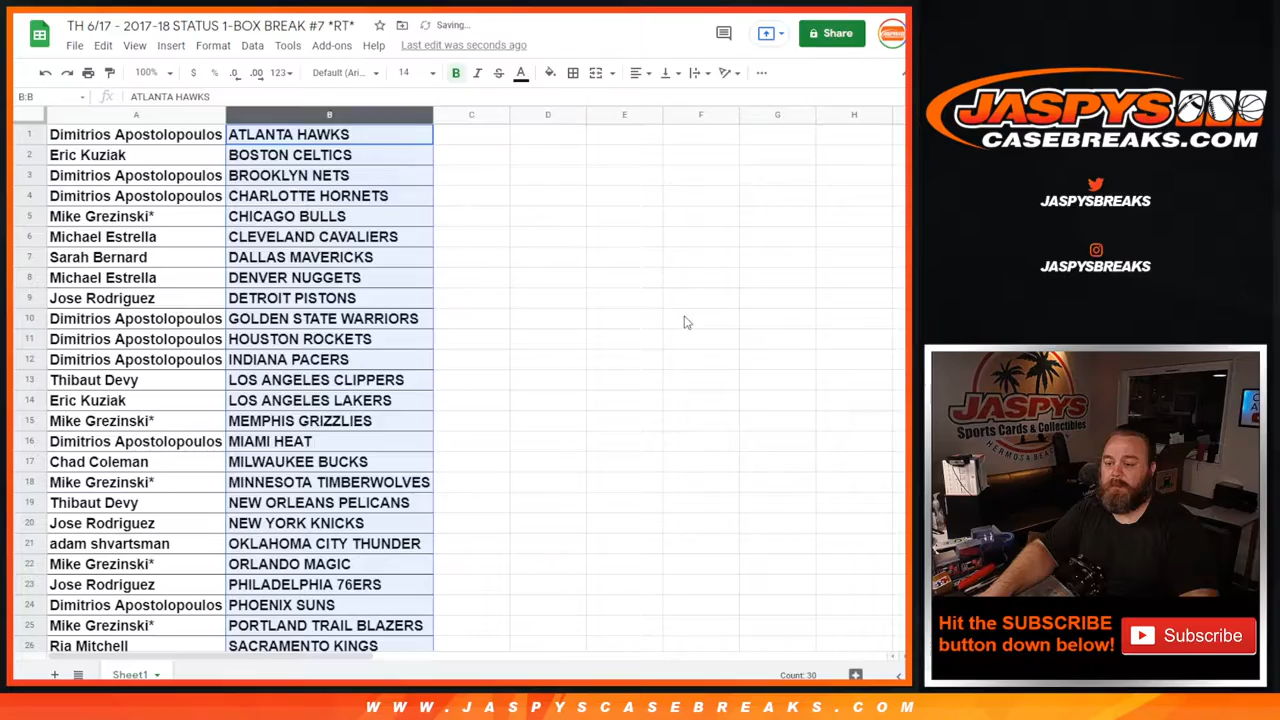 TH 6/17 - 2017-18 STATUS 1-BOX BREAK #7 *RT*
Saving...
File Edit View Insert Format Data Tools Add-ons Help Last edit was seconds ago
Share
100% $ % .0 .00 123 Default (Ari... 14 B I S A
B:B fx ATLANTA HAWKS
A B C D E F G H
1 Dimitrios Apostolopoulos ATLANTA HAWKS
2 Eric Kuziak BOSTON CELTICS
3 Dimitrios Apostolopoulos BROOKLYN NETS
4 Dimitrios Apostolopoulos CHARLOTTE HORNETS
5 Mike Grezinski* CHICAGO BULLS
6 Michael Estrella CLEVELAND CAVALIERS
7 Sarah Bernard DALLAS MAVERICKS
8 Michael Estrella DENVER NUGGETS
9 Jose Rodriguez DETROIT PISTONS
10 Dimitrios Apostolopoulos GOLDEN STATE WARRIORS
11 Dimitrios Apostolopoulos HOUSTON ROCKETS
12 Dimitrios Apostolopoulos INDIANA PACERS
13 Thibaut Devy LOS ANGELES CLIPPERS
14 Eric Kuziak LOS ANGELES LAKERS
15 Mike Grezinski* MEMPHIS GRIZZLIES
16 Dimitrios Apostolopoulos MIAMI HEAT
17 Chad Coleman MILWAUKEE BUCKS
18 Mike Grezinski* MINNESOTA TIMBERWOLVES
19 Thibaut Devy NEW ORLEANS PELICANS
20 Jose Rodriguez NEW YORK KNICKS
21 adam shvartsman OKLAHOMA CITY THUNDER
22 Mike Grezinski* ORLANDO MAGIC
23 Jose Rodriguez PHILADELPHIA 76ERS
24 Dimitrios Apostolopoulos PHOENIX SUNS
25 Mike Grezinski* PORTLAND TRAIL BLAZERS
26 Ria Mitchell SACRAMENTO KINGS
Sheet1
Count: 30
JASPYS
CASEBREAKS.COM
JASPYSBREAKS
JASPYSBREAKS
JASPYS
Sports Cards & Collectibles
HERMOSA BEACH
Hit the SUBSCRIBE
button down below!
Subscribe
WWW.JASPYSCASEBREAKS.COM